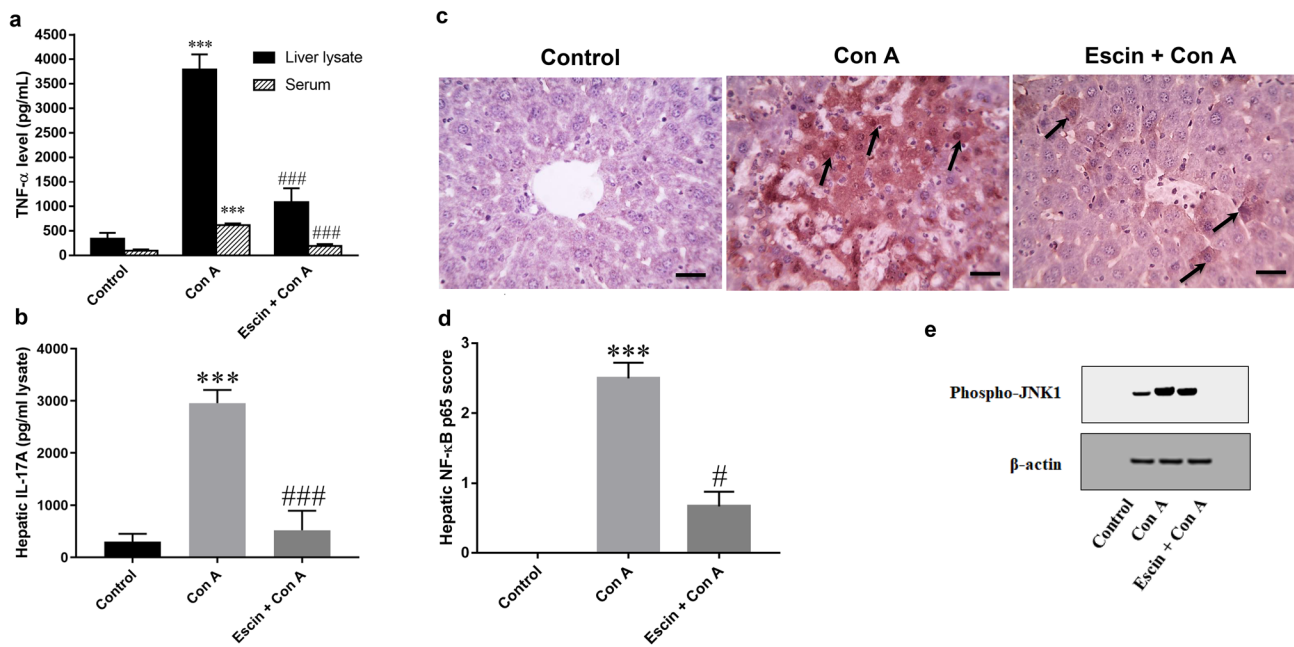 a
TNF-α level (pg/mL)
4500
4000
3500
3000
2500
2000
1500
1000
500
0
***
***
###
###
Liver lysate
Serum
Control
Con A
Escin + Con A
b
Hepatic IL-17A (pg/ml lysate)
4000
3000
2000
1000
0
***
###
Control
Con A
Escin + Con A
c
Control
Con A
Escin + Con A
d
Hepatic NF-κB p65 score
3
2
1
0
***
#
Control
Con A
Escin + Con A
e
Phospho-JNK1
β-actin
Control
Con A
Escin + Con A